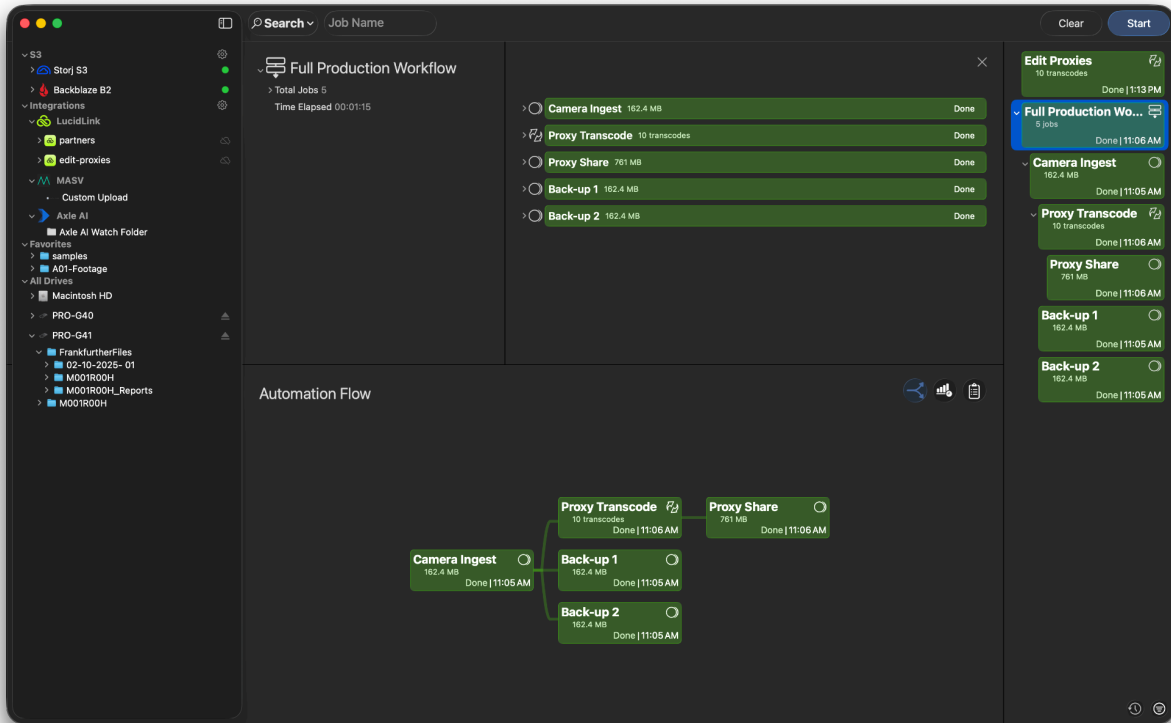 Search
Job Name
Clear
Start
S3
Storj S3
Backblaze B2
Integrations
LucidLink
partners
edit-proxies
MASV
Custom Upload
Axle AI
Axle AI Watch Folder
Favorites
samples
A01-Footage
All Drives
Macintosh HD
PRO-G40
PRO-G41
FrankfurtherFiles
02-10-2025- 01
M001R00H
M001R00H_Reports
M001R00H
Full Production Workflow
Total Jobs 5
Time Elapsed 00:01:15
Camera Ingest 162.4 MB Done
Proxy Transcode 10 transcodes Done
Proxy Share 761 MB Done
Back-up 1 162.4 MB Done
Back-up 2 162.4 MB Done
Automation Flow
Camera Ingest
162.4 MB
Done | 11:05 AM
Proxy Transcode
10 transcodes
Done | 11:06 AM
Proxy Share
761 MB
Done | 11:06 AM
Back-up 1
162.4 MB
Done | 11:05 AM
Back-up 2
162.4 MB
Done | 11:05 AM
Edit Proxies
10 transcodes
Done | 1:13 PM
Full Production Wo...
5 jobs
Done | 11:06 AM
Camera Ingest
162.4 MB
Done | 11:05 AM
Proxy Transcode
10 transcodes
Done | 11:06 AM
Proxy Share
761 MB
Done | 11:06 AM
Back-up 1
162.4 MB
Done | 11:05 AM
Back-up 2
162.4 MB
Done | 11:05 AM